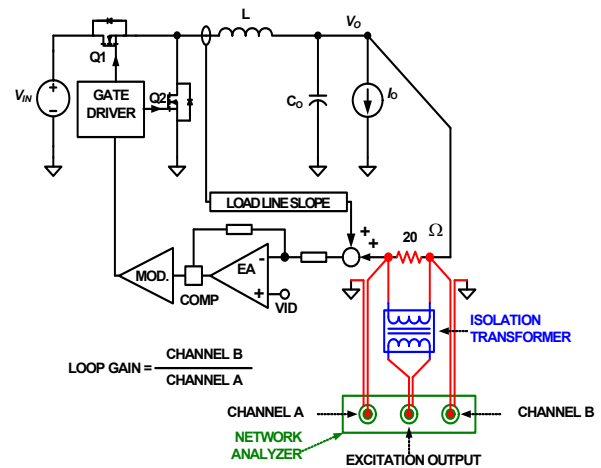 L
VO
Q1
VIN
+
−
GATE
DRIVER
Q2
CO
IO
LOAD LINE SLOPE
+
+
20
Ω
MOD.
COMP
EA
-
+
VID
ISOLATION
TRANSFORMER
LOOP GAIN =
CHANNEL B
CHANNEL A
CHANNEL A
CHANNEL B
NETWORK
ANALYZER
EXCITATION OUTPUT